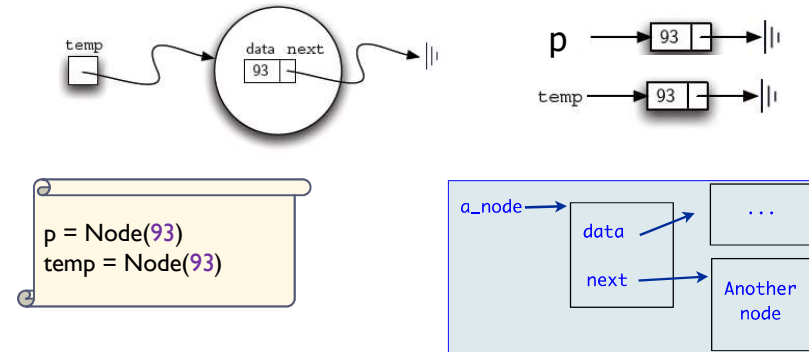 temp
data next
93
p
93
temp
93
p = Node(93)
temp = Node(93)
a_node
data
...
next
Another
node